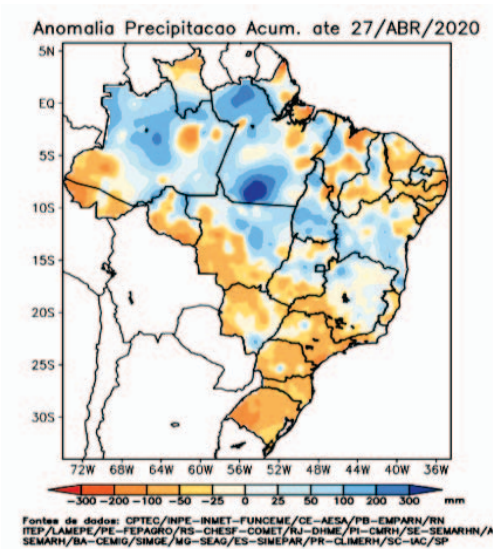 Anomalia Precipitacao Acum. ate 27/ABR/2020
5N
EQ
5S
10S
15S
20S
25S
30S
72W 68W 64W 60W 56W 52W 48W 44W 40W 36W
-300 -200 -100 -50 -25 0 25 50 100 200 300 mm
Fontes de dados: CPTEC/INPE-INMET-FUNCEME/CE-AESA/PB-EMPARN/RN
ITEP/LAMEPE/PE-FEPAGRO/RS-CHESF-COMET/RJ-DHME/PI-CMRH/SE-SEMARHN/A
SEMARH/BA-CEMIG/SIMGE/MG-SEAG/ES-SIMEPAR/PR-CLIMERH/SC-IAC/SP